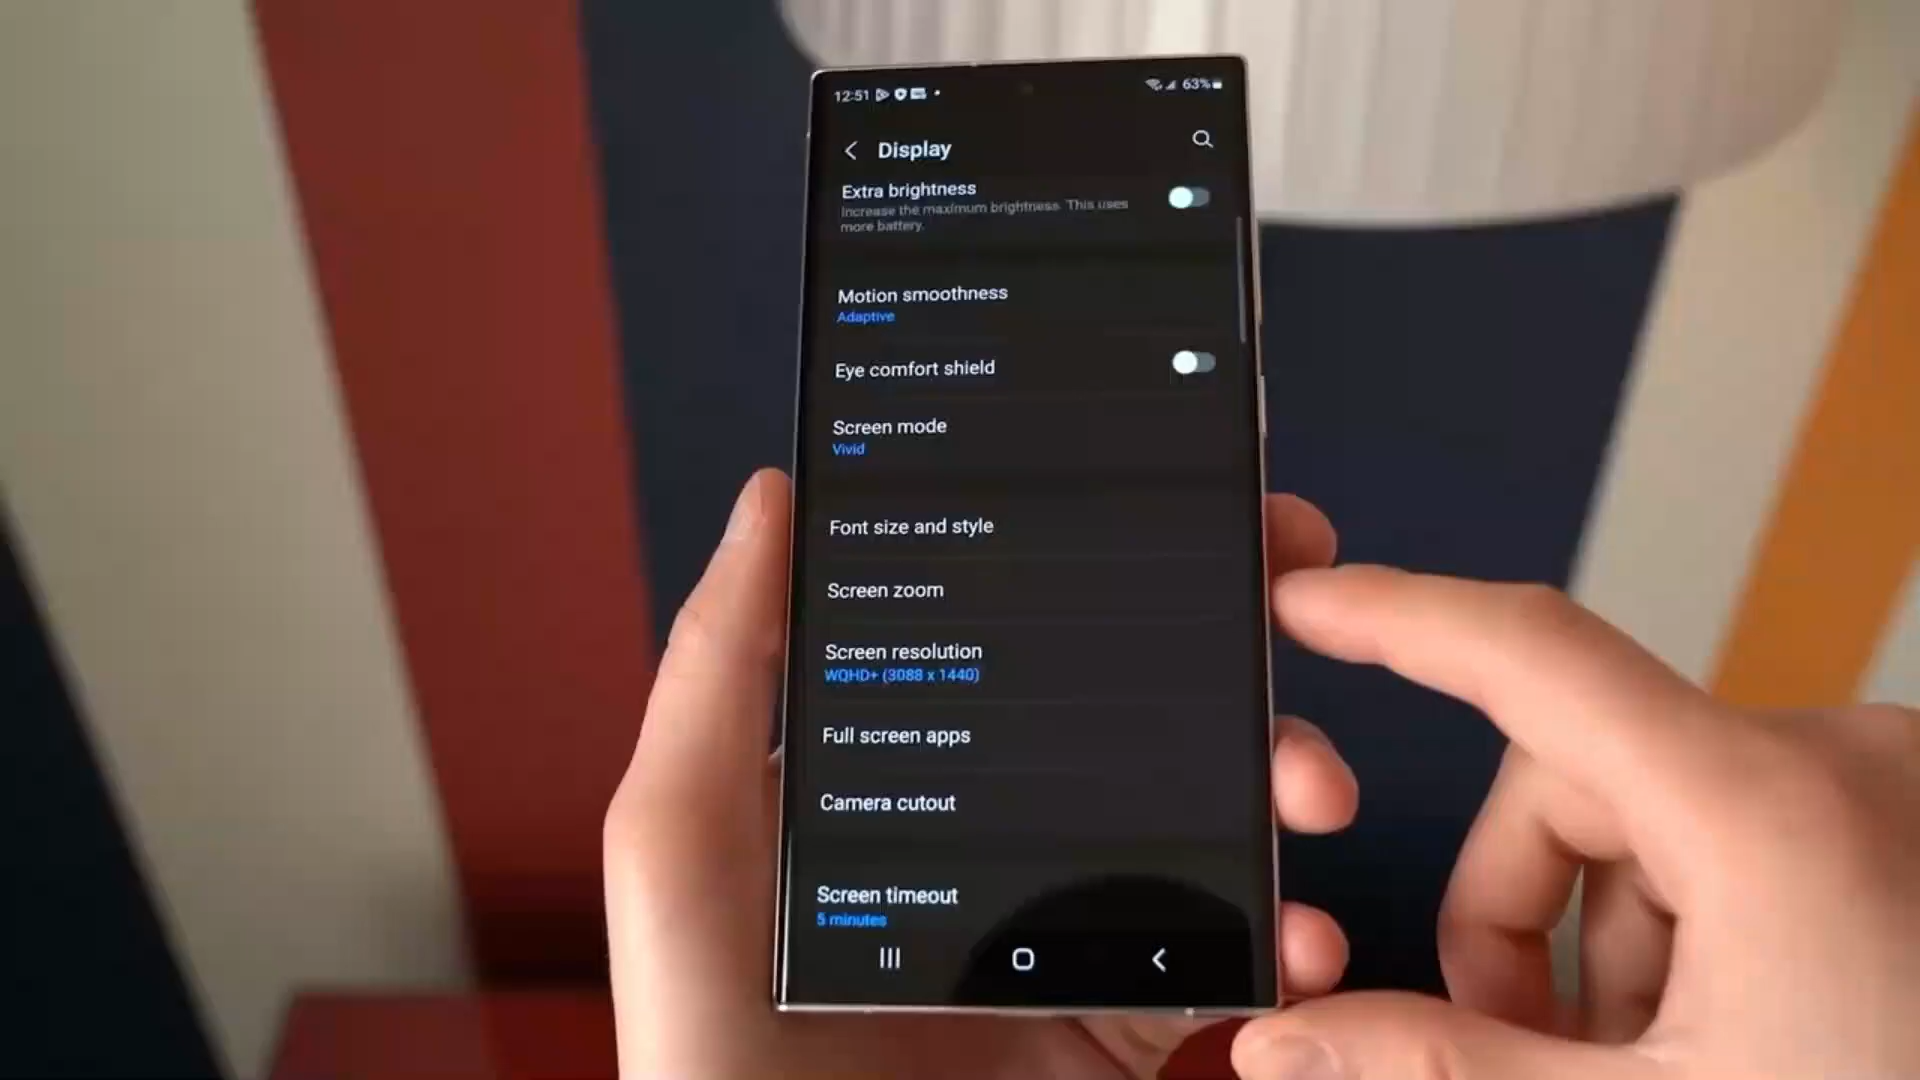 12:51
63%
Display
Extra brightness
Increase the maximum brightness. This uses
more battery.
Motion smoothness
Adaptive
Eye comfort shield
Screen mode
Vivid
Font size and style
Screen zoom
Screen resolution
WQHD+ (3088 x 1440)
Full screen apps
Camera cutout
Screen timeout
5 minutes